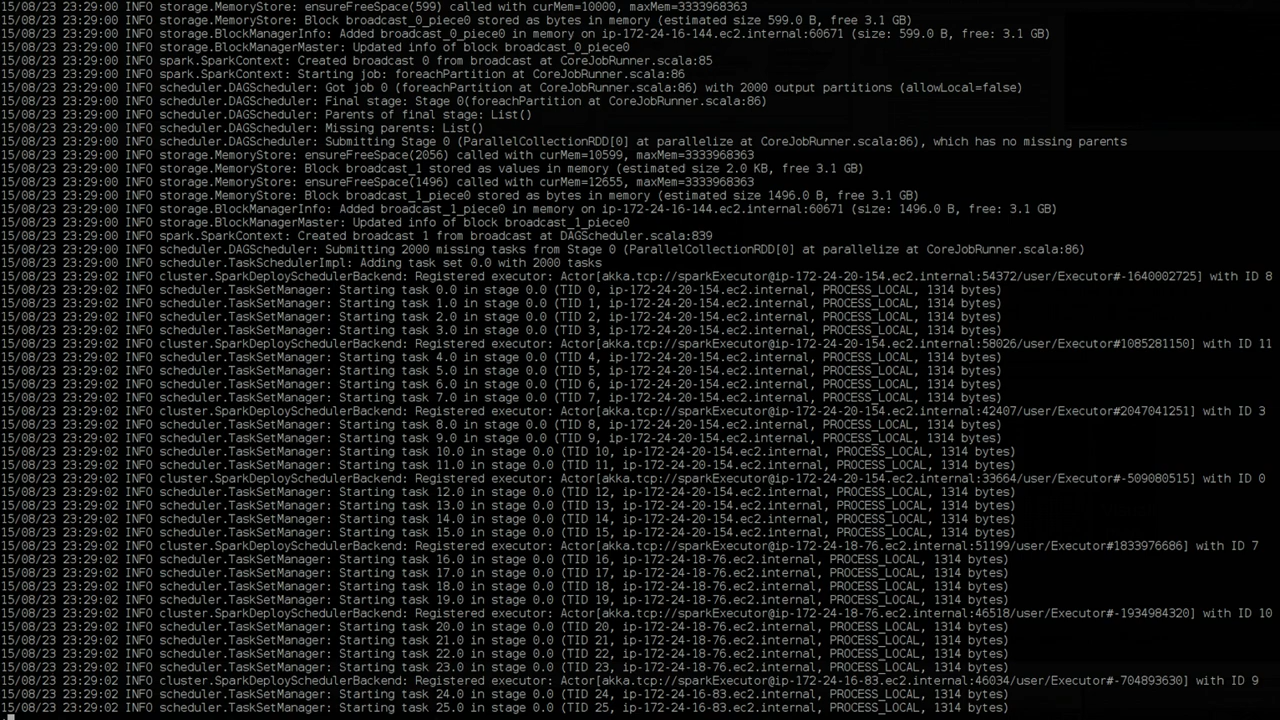 15/08/23 23:29:00 INFO storage.MemoryStore: ensureFreeSpace(599) called with curMem=10000, maxMem=3333968363
15/08/23 23:29:00 INFO storage.MemoryStore: Block broadcast_0_piece0 stored as bytes in memory (estimated size 599.0 B, free 3.1 GB)
15/08/23 23:29:00 INFO storage.BlockManagerInfo: Added broadcast_0_piece0 in memory on ip-172-24-16-144.ec2.internal:60671 (size: 599.0 B, free: 3.1 GB)
15/08/23 23:29:00 INFO storage.BlockManagerMaster: Updated info of block broadcast_0_piece0
15/08/23 23:29:00 INFO spark.SparkContext: Created broadcast 0 from broadcast at CoreJobRunner.scala:85
15/08/23 23:29:00 INFO spark.SparkContext: Starting job: foreachPartition at CoreJobRunner.scala:86
15/08/23 23:29:00 INFO scheduler.DAGScheduler: Got job 0 (foreachPartition at CoreJobRunner.scala:86) with 2000 output partitions (allowLocal=false)
15/08/23 23:29:00 INFO scheduler.DAGScheduler: Final stage: Stage 0(foreachPartition at CoreJobRunner.scala:86)
15/08/23 23:29:00 INFO scheduler.DAGScheduler: Parents of final stage: List()
15/08/23 23:29:00 INFO scheduler.DAGScheduler: Missing parents: List()
15/08/23 23:29:00 INFO scheduler.DAGScheduler: Submitting Stage 0 (ParallelCollectionRDD[0] at parallelize at CoreJobRunner.scala:86), which has no missing parents
15/08/23 23:29:00 INFO storage.MemoryStore: ensureFreeSpace(2056) called with curMem=10599, maxMem=3333968363
15/08/23 23:29:00 INFO storage.MemoryStore: Block broadcast_1 stored as values in memory (estimated size 2.0 KB, free 3.1 GB)
15/08/23 23:29:00 INFO storage.MemoryStore: ensureFreeSpace(1496) called with curMem=12655, maxMem=3333968363
15/08/23 23:29:00 INFO storage.MemoryStore: Block broadcast_1_piece0 stored as bytes in memory (estimated size 1496.0 B, free 3.1 GB)
15/08/23 23:29:00 INFO storage.BlockManagerInfo: Added broadcast_1_piece0 in memory on ip-172-24-16-144.ec2.internal:60671 (size: 1496.0 B, free: 3.1 GB)
15/08/23 23:29:00 INFO storage.BlockManagerMaster: Updated info of block broadcast_1_piece0
15/08/23 23:29:00 INFO spark.SparkContext: Created broadcast 1 from broadcast at DAGScheduler.scala:839
15/08/23 23:29:00 INFO scheduler.DAGScheduler: Submitting 2000 missing tasks from Stage 0 (ParallelCollectionRDD[0] at parallelize at CoreJobRunner.scala:86)
15/08/23 23:29:00 INFO scheduler.TaskSchedulerImpl: Adding task set 0.0 with 2000 tasks
15/08/23 23:29:02 INFO cluster.SparkDeploySchedulerBackend: Registered executor: Actor[akka.tcp://sparkExecutor@ip-172-24-20-154.ec2.internal:54372/user/Executor#-1640002725] with ID 8
15/08/23 23:29:02 INFO scheduler.TaskSetManager: Starting task 0.0 in stage 0.0 (TID 0, ip-172-24-20-154.ec2.internal, PROCESS_LOCAL, 1314 bytes)
15/08/23 23:29:02 INFO scheduler.TaskSetManager: Starting task 1.0 in stage 0.0 (TID 1, ip-172-24-20-154.ec2.internal, PROCESS_LOCAL, 1314 bytes)
15/08/23 23:29:02 INFO scheduler.TaskSetManager: Starting task 2.0 in stage 0.0 (TID 2, ip-172-24-20-154.ec2.internal, PROCESS_LOCAL, 1314 bytes)
15/08/23 23:29:02 INFO scheduler.TaskSetManager: Starting task 3.0 in stage 0.0 (TID 3, ip-172-24-20-154.ec2.internal, PROCESS_LOCAL, 1314 bytes)
15/08/23 23:29:02 INFO cluster.SparkDeploySchedulerBackend: Registered executor: Actor[akka.tcp://sparkExecutor@ip-172-24-20-154.ec2.internal:58026/user/Executor#1085281150] with ID 11
15/08/23 23:29:02 INFO scheduler.TaskSetManager: Starting task 4.0 in stage 0.0 (TID 4, ip-172-24-20-154.ec2.internal, PROCESS_LOCAL, 1314 bytes)
15/08/23 23:29:02 INFO scheduler.TaskSetManager: Starting task 5.0 in stage 0.0 (TID 5, ip-172-24-20-154.ec2.internal, PROCESS_LOCAL, 1314 bytes)
15/08/23 23:29:02 INFO scheduler.TaskSetManager: Starting task 6.0 in stage 0.0 (TID 6, ip-172-24-20-154.ec2.internal, PROCESS_LOCAL, 1314 bytes)
15/08/23 23:29:02 INFO scheduler.TaskSetManager: Starting task 7.0 in stage 0.0 (TID 7, ip-172-24-20-154.ec2.internal, PROCESS_LOCAL, 1314 bytes)
15/08/23 23:29:02 INFO cluster.SparkDeploySchedulerBackend: Registered executor: Actor[akka.tcp://sparkExecutor@ip-172-24-20-154.ec2.internal:42407/user/Executor#2047041251] with ID 3
15/08/23 23:29:02 INFO scheduler.TaskSetManager: Starting task 8.0 in stage 0.0 (TID 8, ip-172-24-20-154.ec2.internal, PROCESS_LOCAL, 1314 bytes)
15/08/23 23:29:02 INFO scheduler.TaskSetManager: Starting task 9.0 in stage 0.0 (TID 9, ip-172-24-20-154.ec2.internal, PROCESS_LOCAL, 1314 bytes)
15/08/23 23:29:02 INFO scheduler.TaskSetManager: Starting task 10.0 in stage 0.0 (TID 10, ip-172-24-20-154.ec2.internal, PROCESS_LOCAL, 1314 bytes)
15/08/23 23:29:02 INFO scheduler.TaskSetManager: Starting task 11.0 in stage 0.0 (TID 11, ip-172-24-20-154.ec2.internal, PROCESS_LOCAL, 1314 bytes)
15/08/23 23:29:02 INFO cluster.SparkDeploySchedulerBackend: Registered executor: Actor[akka.tcp://sparkExecutor@ip-172-24-20-154.ec2.internal:33664/user/Executor#-509080515] with ID 0
15/08/23 23:29:02 INFO scheduler.TaskSetManager: Starting task 12.0 in stage 0.0 (TID 12, ip-172-24-20-154.ec2.internal, PROCESS_LOCAL, 1314 bytes)
15/08/23 23:29:02 INFO scheduler.TaskSetManager: Starting task 13.0 in stage 0.0 (TID 13, ip-172-24-20-154.ec2.internal, PROCESS_LOCAL, 1314 bytes)
15/08/23 23:29:02 INFO scheduler.TaskSetManager: Starting task 14.0 in stage 0.0 (TID 14, ip-172-24-20-154.ec2.internal, PROCESS_LOCAL, 1314 bytes)
15/08/23 23:29:02 INFO scheduler.TaskSetManager: Starting task 15.0 in stage 0.0 (TID 15, ip-172-24-20-154.ec2.internal, PROCESS_LOCAL, 1314 bytes)
15/08/23 23:29:02 INFO cluster.SparkDeploySchedulerBackend: Registered executor: Actor[akka.tcp://sparkExecutor@ip-172-24-18-76.ec2.internal:51199/user/Executor#1833976686] with ID 7
15/08/23 23:29:02 INFO scheduler.TaskSetManager: Starting task 16.0 in stage 0.0 (TID 16, ip-172-24-18-76.ec2.internal, PROCESS_LOCAL, 1314 bytes)
15/08/23 23:29:02 INFO scheduler.TaskSetManager: Starting task 17.0 in stage 0.0 (TID 17, ip-172-24-18-76.ec2.internal, PROCESS_LOCAL, 1314 bytes)
15/08/23 23:29:02 INFO scheduler.TaskSetManager: Starting task 18.0 in stage 0.0 (TID 18, ip-172-24-18-76.ec2.internal, PROCESS_LOCAL, 1314 bytes)
15/08/23 23:29:02 INFO scheduler.TaskSetManager: Starting task 19.0 in stage 0.0 (TID 19, ip-172-24-18-76.ec2.internal, PROCESS_LOCAL, 1314 bytes)
15/08/23 23:29:02 INFO cluster.SparkDeploySchedulerBackend: Registered executor: Actor[akka.tcp://sparkExecutor@ip-172-24-18-76.ec2.internal:46518/user/Executor#-1934984320] with ID 10
15/08/23 23:29:02 INFO scheduler.TaskSetManager: Starting task 20.0 in stage 0.0 (TID 20, ip-172-24-18-76.ec2.internal, PROCESS_LOCAL, 1314 bytes)
15/08/23 23:29:02 INFO scheduler.TaskSetManager: Starting task 21.0 in stage 0.0 (TID 21, ip-172-24-18-76.ec2.internal, PROCESS_LOCAL, 1314 bytes)
15/08/23 23:29:02 INFO scheduler.TaskSetManager: Starting task 22.0 in stage 0.0 (TID 22, ip-172-24-18-76.ec2.internal, PROCESS_LOCAL, 1314 bytes)
15/08/23 23:29:02 INFO scheduler.TaskSetManager: Starting task 23.0 in stage 0.0 (TID 23, ip-172-24-18-76.ec2.internal, PROCESS_LOCAL, 1314 bytes)
15/08/23 23:29:02 INFO cluster.SparkDeploySchedulerBackend: Registered executor: Actor[akka.tcp://sparkExecutor@ip-172-24-16-83.ec2.internal:46034/user/Executor#-704893630] with ID 9
15/08/23 23:29:02 INFO scheduler.TaskSetManager: Starting task 24.0 in stage 0.0 (TID 24, ip-172-24-16-83.ec2.internal, PROCESS_LOCAL, 1314 bytes)
15/08/23 23:29:02 INFO scheduler.TaskSetManager: Starting task 25.0 in stage 0.0 (TID 25, ip-172-24-16-83.ec2.internal, PROCESS_LOCAL, 1314 bytes)